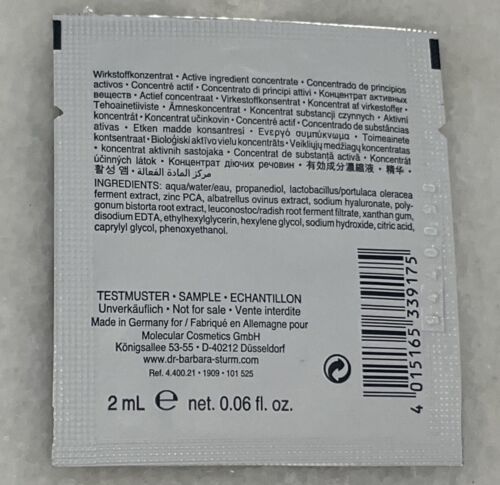 Wirkstoffkonzentrat • Active ingredient concentrate • Concentrado de principios
activos • Concentré actif • Concentrato di principi attivi • Концентрат активных
веществ • Actief concentraat • Virkestoffkonsentrat • Koncentrat af virkestoffer •
Tehoainetiiviste • Ämneskoncentrat • Koncentrat substancji czynnych • Aktivní
koncentrát • Koncentrat učinkovin • Concentré actif • Concentrado de substâncias
ativas • Etken madde konsantresi • Ενεργό συμπύκνωμα • Toimeainete
kontsentraat • Bioloģiski aktīvo vielu koncentrāts • Veikliųjų medžiagų koncentratas
• koncentrat aktivnih sastojaka • Concentrat de substanță activă • Koncentrát
účinných látok • Концентрат діючих речовин • 有効成分濃縮液 • 精华 •
활성 앰플 • مركز المادة الفعالة
INGREDIENTS: aqua/water/eau, propanediol, lactobacillus/portulaca oleracea
ferment extract, zinc PCA, albatrellus ovinus extract, sodium hyaluronate, poly-
gonum bistorta root extract, leuconostoc/radish root ferment filtrate, xanthan gum,
disodium EDTA, ethylhexylglycerin, hexylene glycol, sodium hydroxide, citric acid,
caprylyl glycol, phenoxyethanol.
TESTMUSTER • SAMPLE • ECHANTILLON
Unverkäuflich • Not for sale • Vente interdite
Made in Germany for / Fabriqué en Allemagne pour
Molecular Cosmetics GmbH
Königsallee 53-55 • D-40212 Düsseldorf
www.dr-barbara-sturm.com
Ref. 4.400.21 • 1909 • 101 525
2 mL e net. 0.06 fl. oz.
4 015165 339175